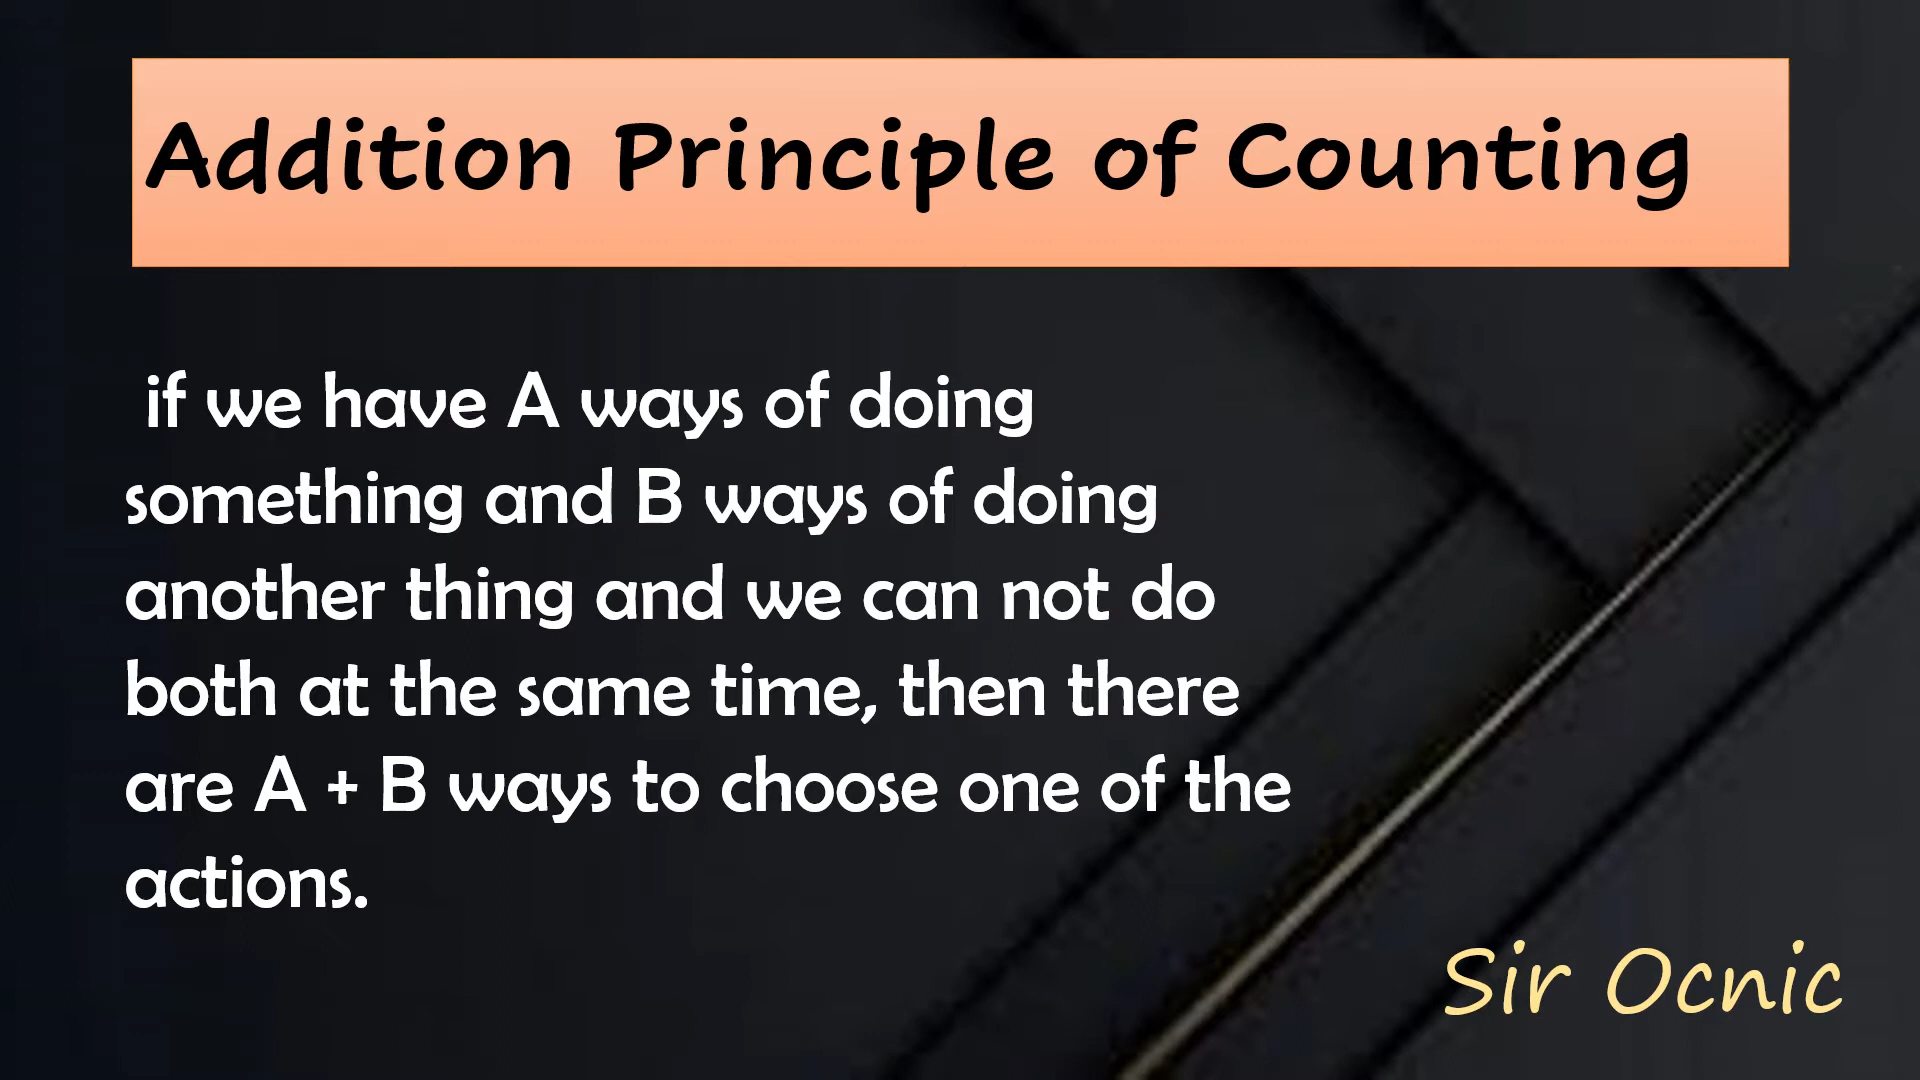 Addition Principle of Counting
if we have A ways of doing
something and B ways of doing
another thing and we can not do
both at the same time, then there
are A + B ways to choose one of the
actions.
Sir Ocnic